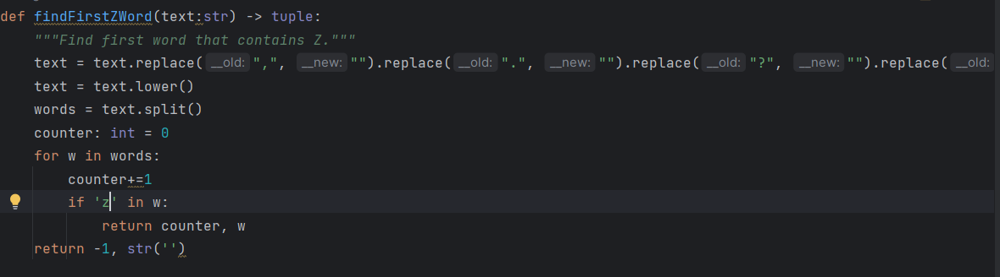 def findFirstZWord(text:str) -> tuple:
"""Find first word that contains Z."""
text = text.replace( __old: ",", __new: "").replace( __old: ".", __new: "").replace( __old: "?", __new: "").replace( __old:
text = text.lower()
words = text.split()
counter: int = 0
for w in words:
counter+=1
if 'z' in w:
return counter, w
return -1, str('')